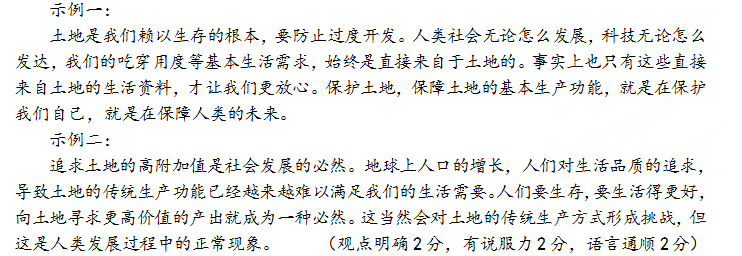 示例一：
土地是我们赖以生存的根本，要防止过度开发。人类社会无论怎么发展，科技无论怎么
发达，我们的吃穿用度等基本生活需求，始终是直接来自于土地的。事实上也只有这些直接
来自土地的生活资料，才让我们更放心。保护土地，保障土地的基本生产功能，就是在保护
我们自己，就是在保障人类的未来。
示例二：
追求土地的高附加值是社会发展的必然。地球上人口的增长，人们对生活品质的追求，
导致土地的传统生产功能已经越来越难以满足我们的生活需要。人们要生存，要生活得更好，
向土地寻求更高价值的产出就成为一种必然。这当然会对土地的传统生产方式形成挑战，但
这是人类发展过程中的正常现象。 （观点明确2分，有说服力2分，语言通顺2分）